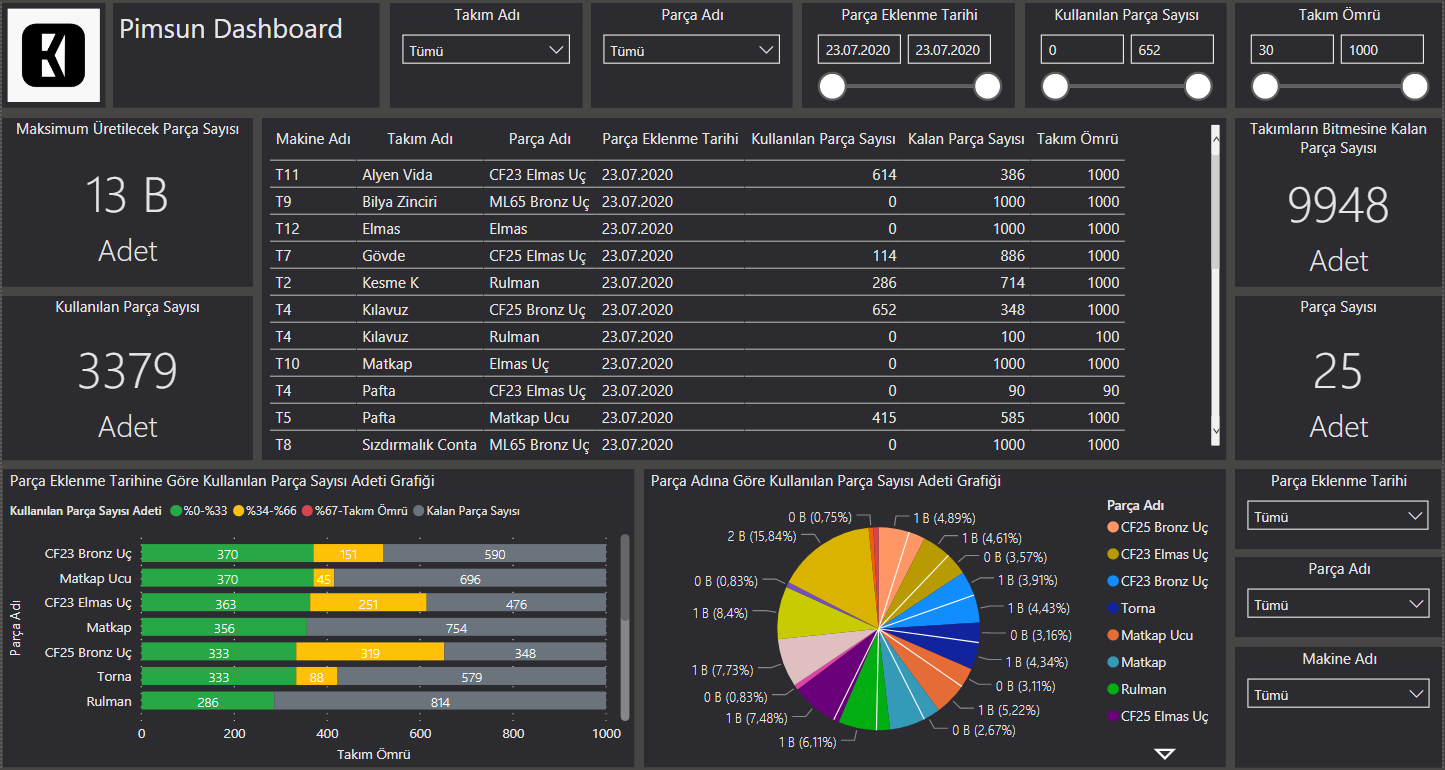 Pimsun Dashboard
Takım Adı
Tümü
Parça Adı
Tümü
Parça Eklenme Tarihi
23.07.2020 23.07.2020
Kullanılan Parça Sayısı
0 652
Takım Ömrü
30 1000
Maksimum Üretilecek Parça Sayısı
13 B
Adet
Kullanılan Parça Sayısı
3379
Adet
Makine Adı Takım Adı Parça Adı Parça Eklenme Tarihi Kullanılan Parça Sayısı Kalan Parça Sayısı Takım Ömrü
T11 Alyen Vida CF23 Elmas Uç 23.07.2020 614 386 1000
T9 Bilya Zinciri ML65 Bronz Uç 23.07.2020 0 1000 1000
T12 Elmas Elmas 23.07.2020 0 1000 1000
T7 Gövde CF25 Elmas Uç 23.07.2020 114 886 1000
T2 Kesme K Rulman 23.07.2020 286 714 1000
T4 Kılavuz CF25 Bronz Uç 23.07.2020 652 348 1000
T4 Kılavuz Rulman 23.07.2020 0 100 100
T10 Matkap Elmas Uç 23.07.2020 0 1000 1000
T4 Pafta CF23 Elmas Uç 23.07.2020 0 90 90
T5 Pafta Matkap Ucu 23.07.2020 415 585 1000
T8 Sızdırmalık Conta ML65 Bronz Uç 23.07.2020 0 1000 1000
Takımların Bitmesine Kalan
Parça Sayısı
9948
Adet
Parça Sayısı
25
Adet
Parça Eklenme Tarihine Göre Kullanılan Parça Sayısı Adeti Grafiği
Kullanılan Parça Sayısı Adeti %0-%33 %34-%66 %67-Takım Ömrü Kalan Parça Sayısı
Parça Adı
CF23 Bronz Uç 370 151 590
Matkap Ucu 370 45 696
CF23 Elmas Uç 363 251 476
Matkap 356 754
CF25 Bronz Uç 333 319 348
Torna 333 88 579
Rulman 286 814
0 200 400 600 800 1000
Takım Ömrü
Parça Adına Göre Kullanılan Parça Sayısı Adeti Grafiği
0 B (0,75%)
1 B (4,89%)
2 B (15,84%)
1 B (4,61%)
0 B (3,57%)
0 B (0,83%)
1 B (3,91%)
1 B (8,4%)
1 B (4,43%)
0 B (3,16%)
1 B (7,73%)
1 B (4,34%)
0 B (0,83%)
0 B (3,11%)
1 B (7,48%)
1 B (5,22%)
1 B (6,11%)
0 B (2,67%)
Parça Adı
CF25 Bronz Uç
CF23 Elmas Uç
CF23 Bronz Uç
Torna
Matkap Ucu
Matkap
Rulman
CF25 Elmas Uç
Parça Eklenme Tarihi
Tümü
Parça Adı
Tümü
Makine Adı
Tümü